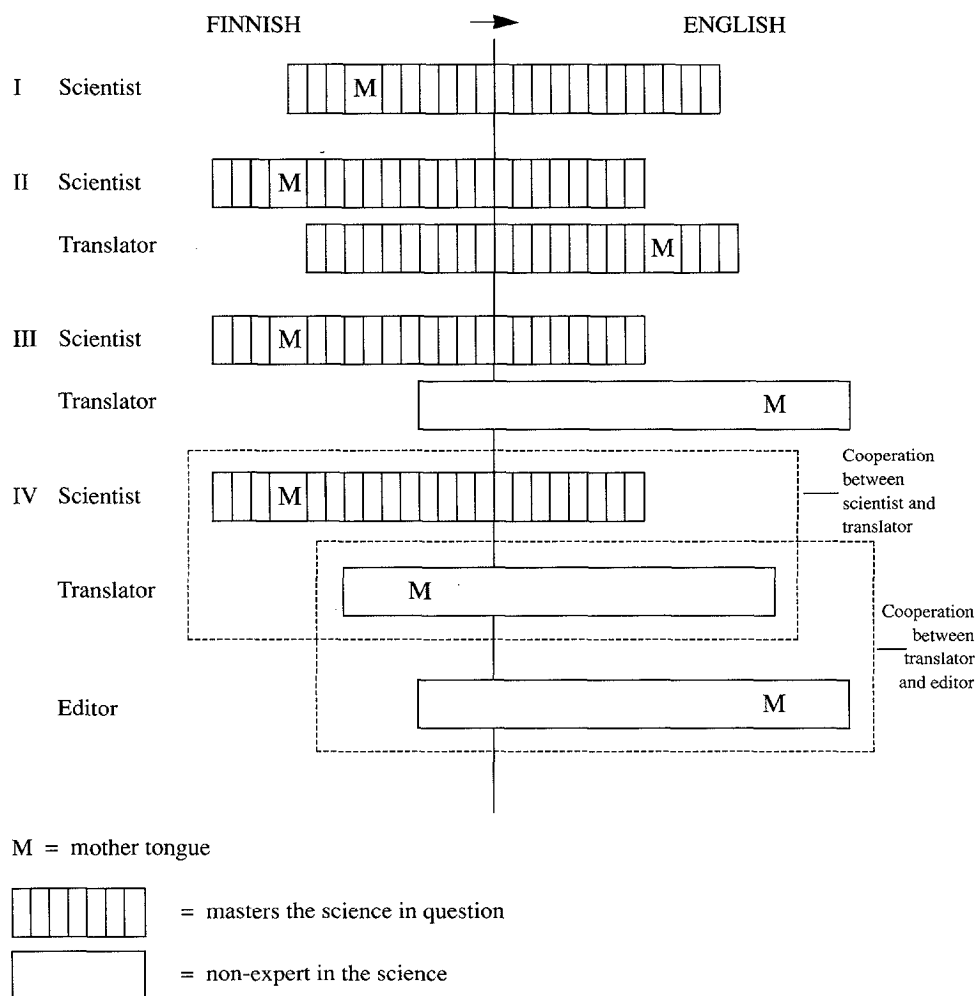 FINNISH → ENGLISH
I Scientist M
II Scientist M
Translator M
III Scientist M
Translator M
Cooperation
between
scientist and
translator
IV Scientist M
Translator M
Cooperation
between
translator
and editor
Editor M
M = mother tongue
= masters the science in question
= non-expert in the science